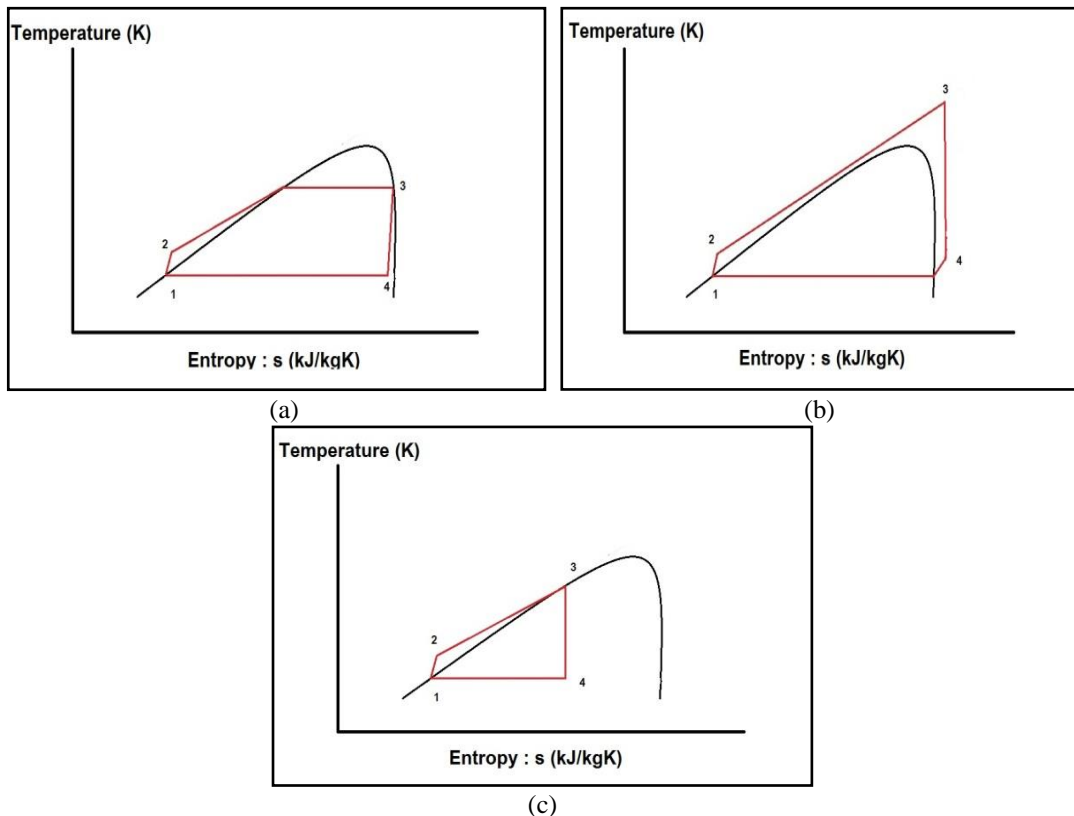 Temperature (K)
3
2
1
4
Entropy : s (kJ/kgK)
(a)
Temperature (K)
3
2
4
1
Entropy : s (kJ/kgK)
(b)
Temperature (K)
3
2
4
1
Entropy : s (kJ/kgK)
(c)